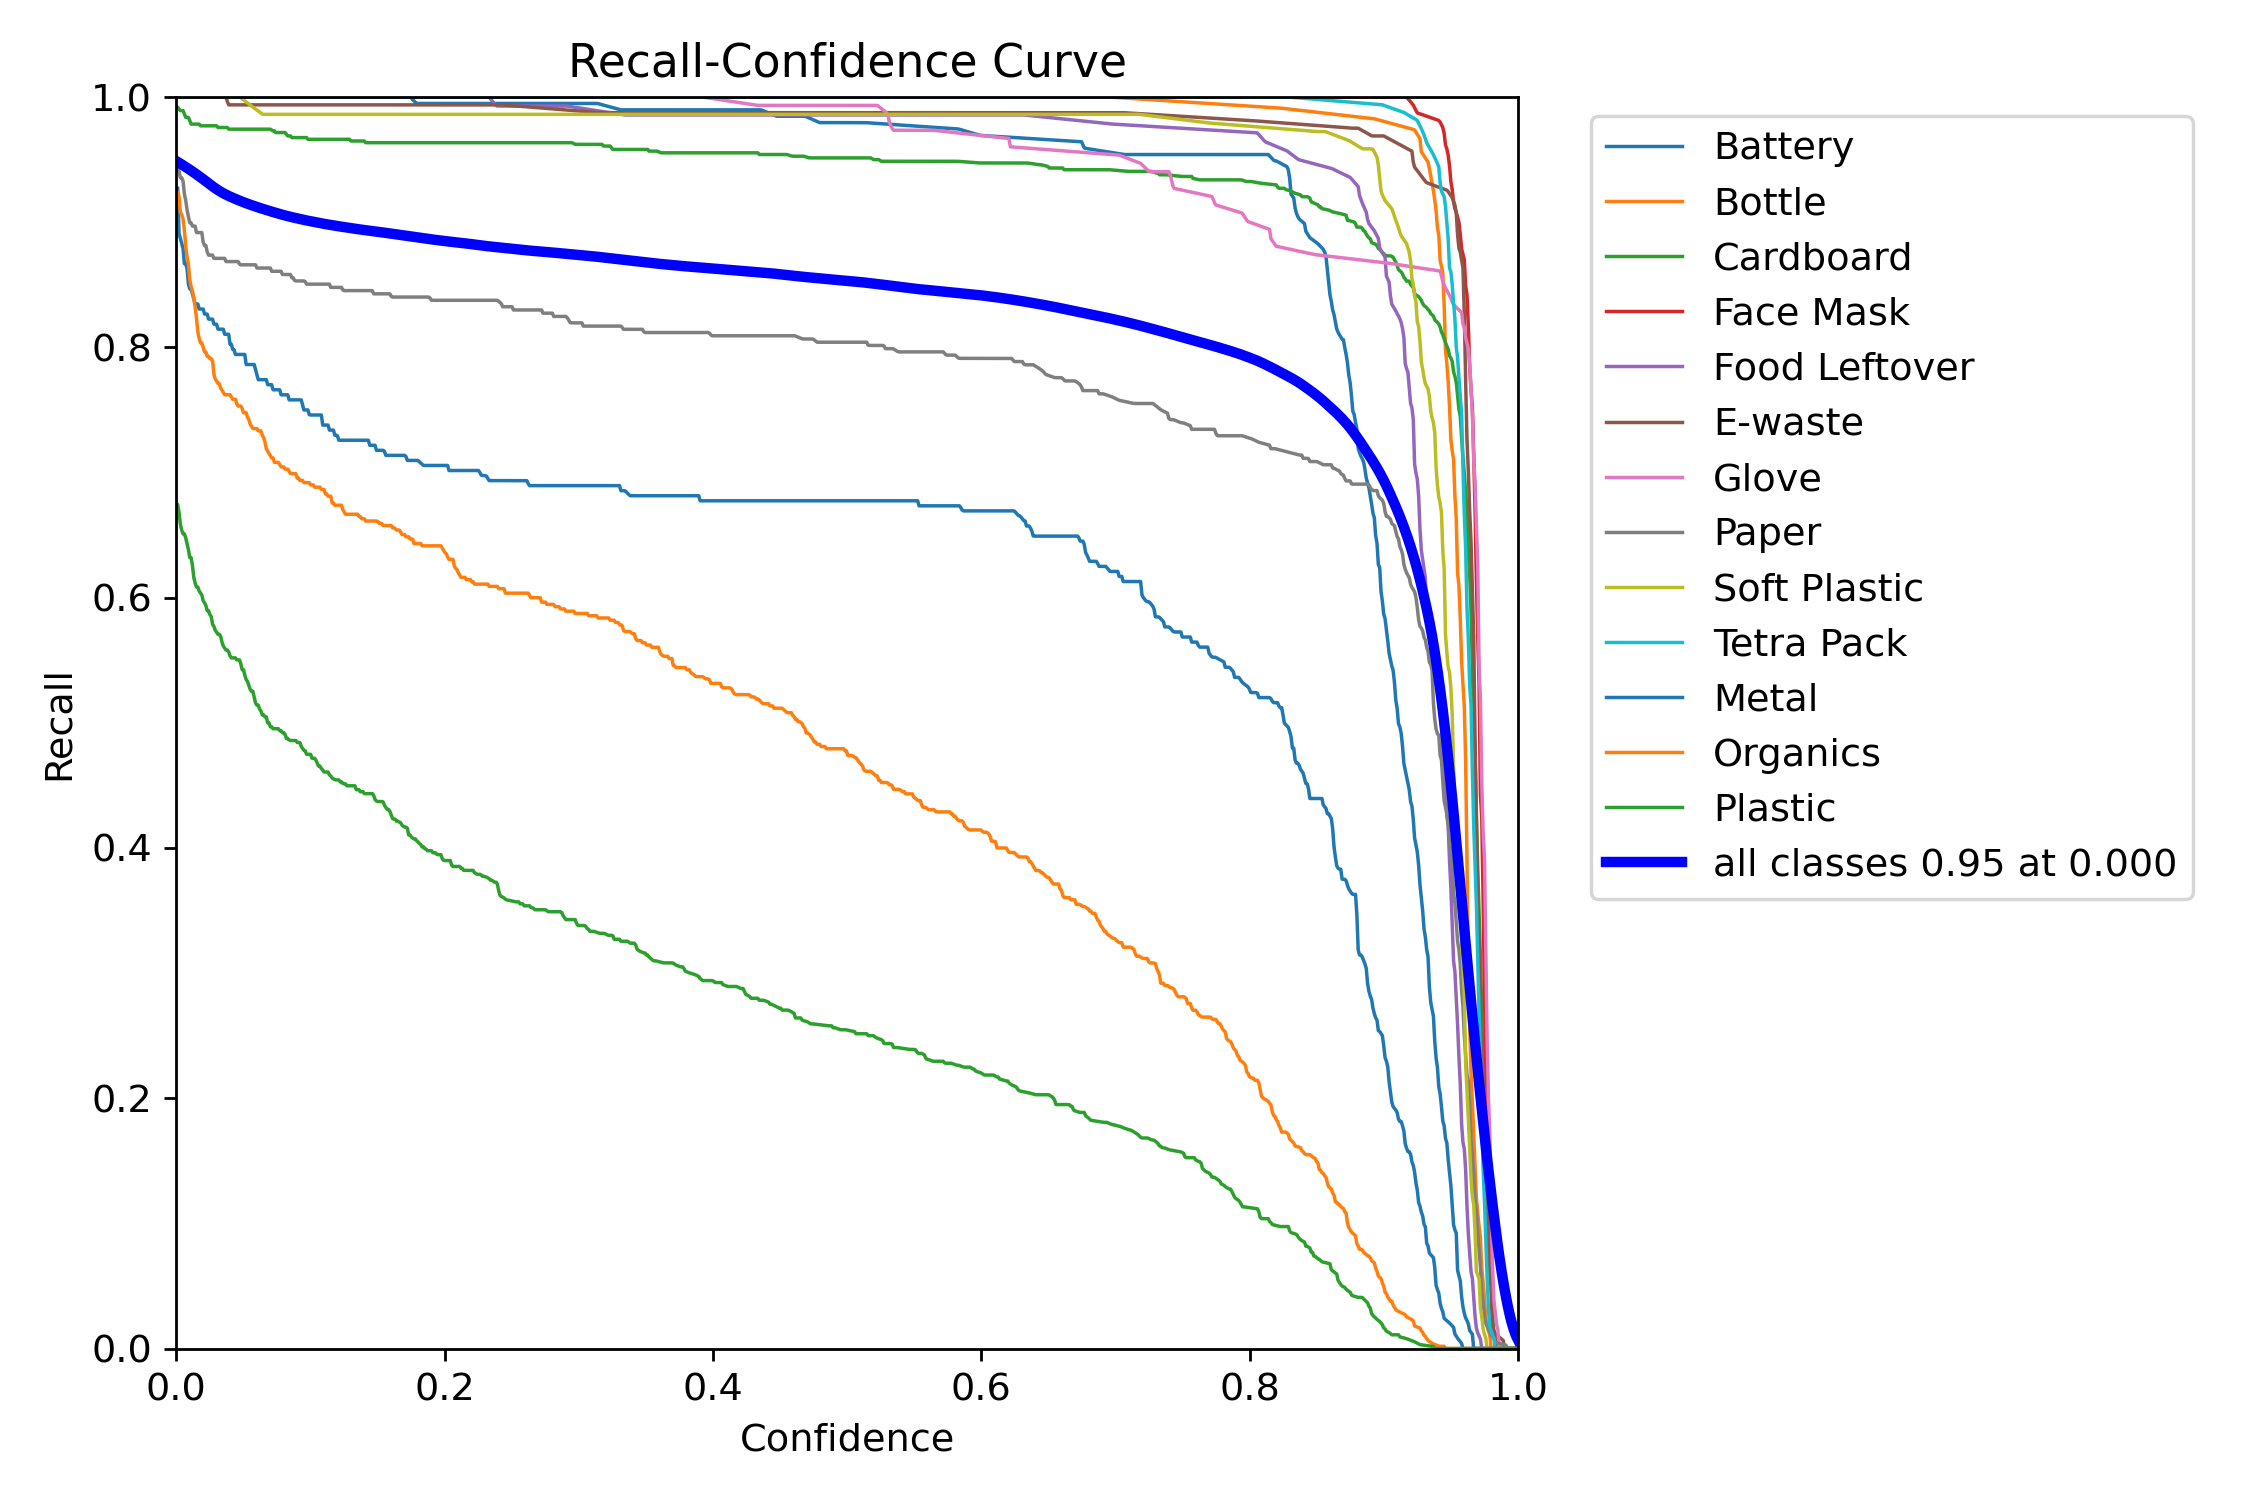 Recall-Confidence Curve
1.0
0.8
0.6
0.4
0.2
0.0
Recall
0.0 0.2 0.4 0.6 0.8 1.0
Confidence
Battery
Bottle
Cardboard
Face Mask
Food Leftover
E-waste
Glove
Paper
Soft Plastic
Tetra Pack
Metal
Organics
Plastic
all classes 0.95 at 0.000